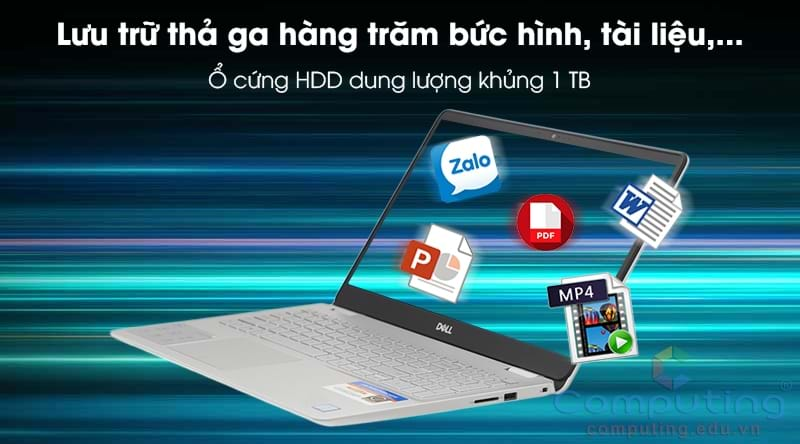 Lưu trữ thả ga hàng trăm bức hình, tài liệu,...
Ổ cứng HDD dung lượng khủng 1 TB
Zalo
PDF
W
P
MP4
DELL
Computing®
computing.edu.vn